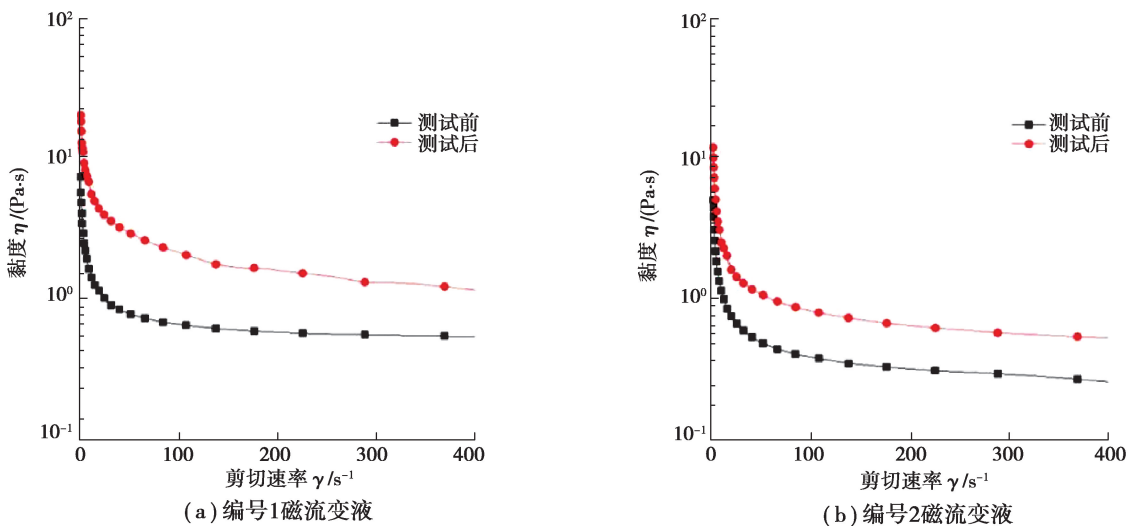 10²
10¹
10⁰
10⁻¹
黏度 η/(Pa·s)
测试前
测试后
0
100
200
300
400
剪切速率 γ/s⁻¹
(a)编号1磁流变液
10²
10¹
10⁰
10⁻¹
黏度 η/(Pa·s)
测试前
测试后
0
100
200
300
400
剪切速率 γ/s⁻¹
(b)编号2磁流变液